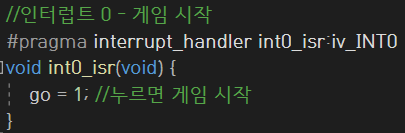 //인터럽트 0 - 게임 시작
#pragma interrupt_handler int0_isr:iv_INT0
void int0_isr(void) {
go = 1; //누르면 게임 시작
}